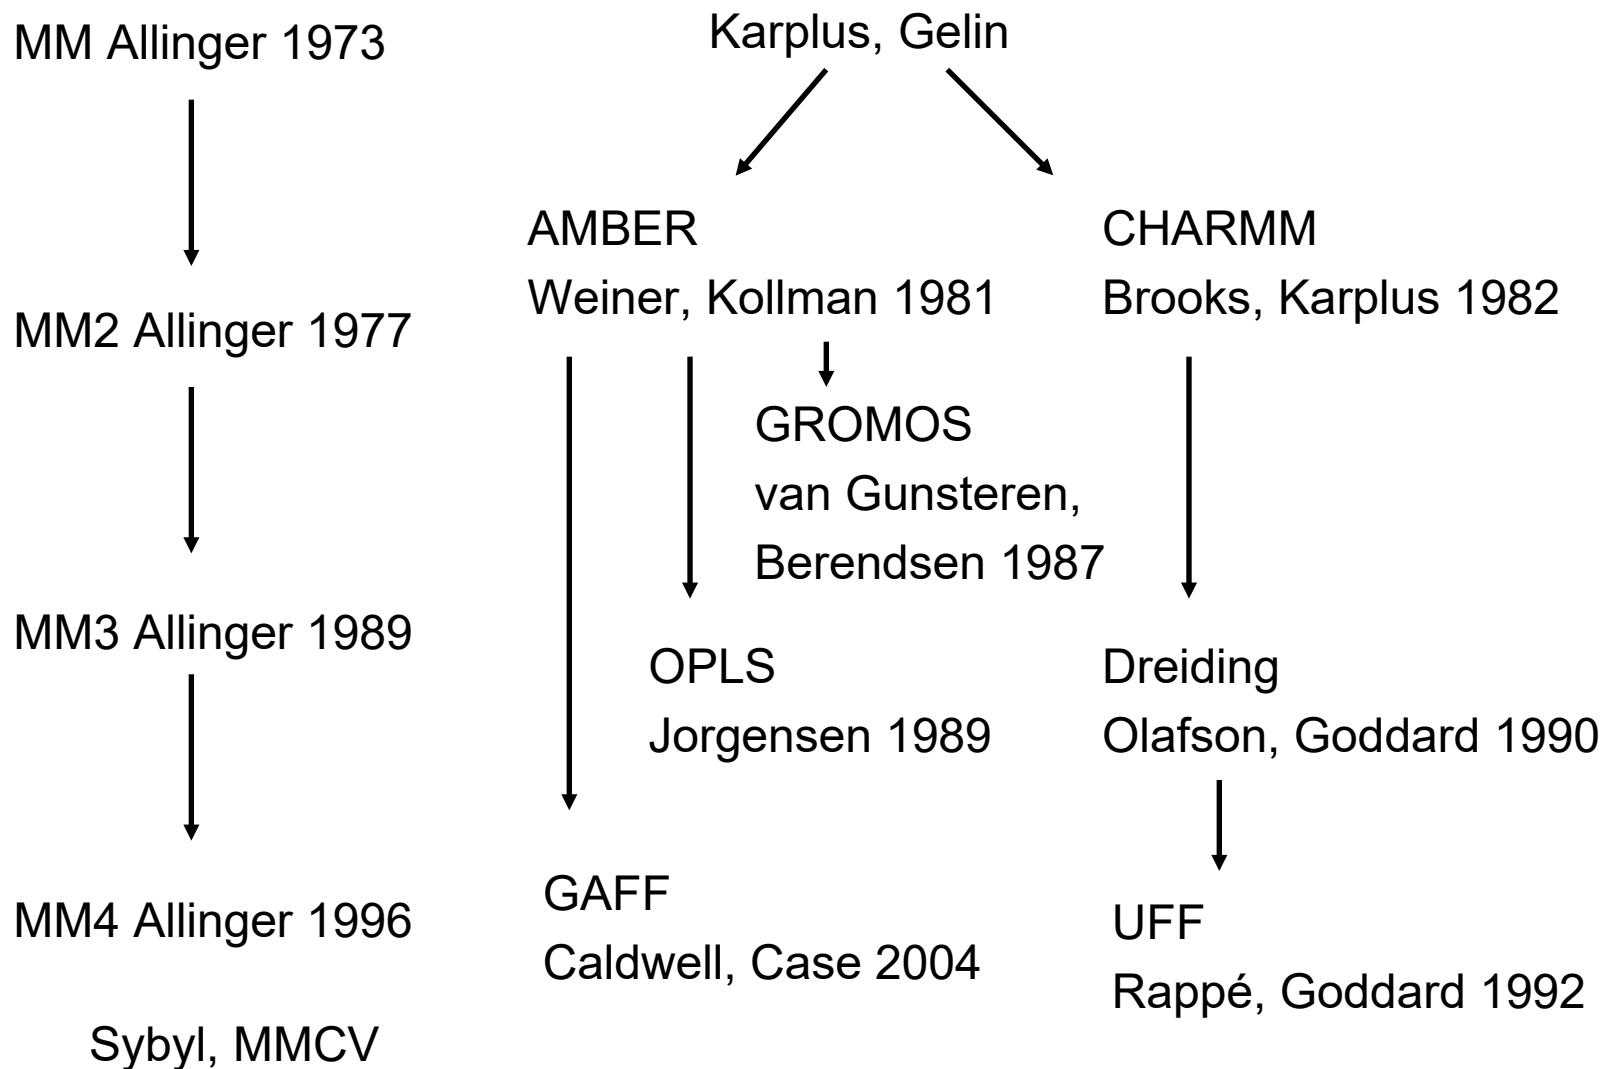 MM Allinger 1973
MM2 Allinger 1977
MM3 Allinger 1989
MM4 Allinger 1996
Sybyl, MMCV
Karplus, Gelin
AMBER
Weiner, Kollman 1981
GROMOS
van Gunsteren,
Berendsen 1987
OPLS
Jorgensen 1989
GAFF
Caldwell, Case 2004
CHARMM
Brooks, Karplus 1982
Dreiding
Olafson, Goddard 1990
UFF
Rappé, Goddard 1992